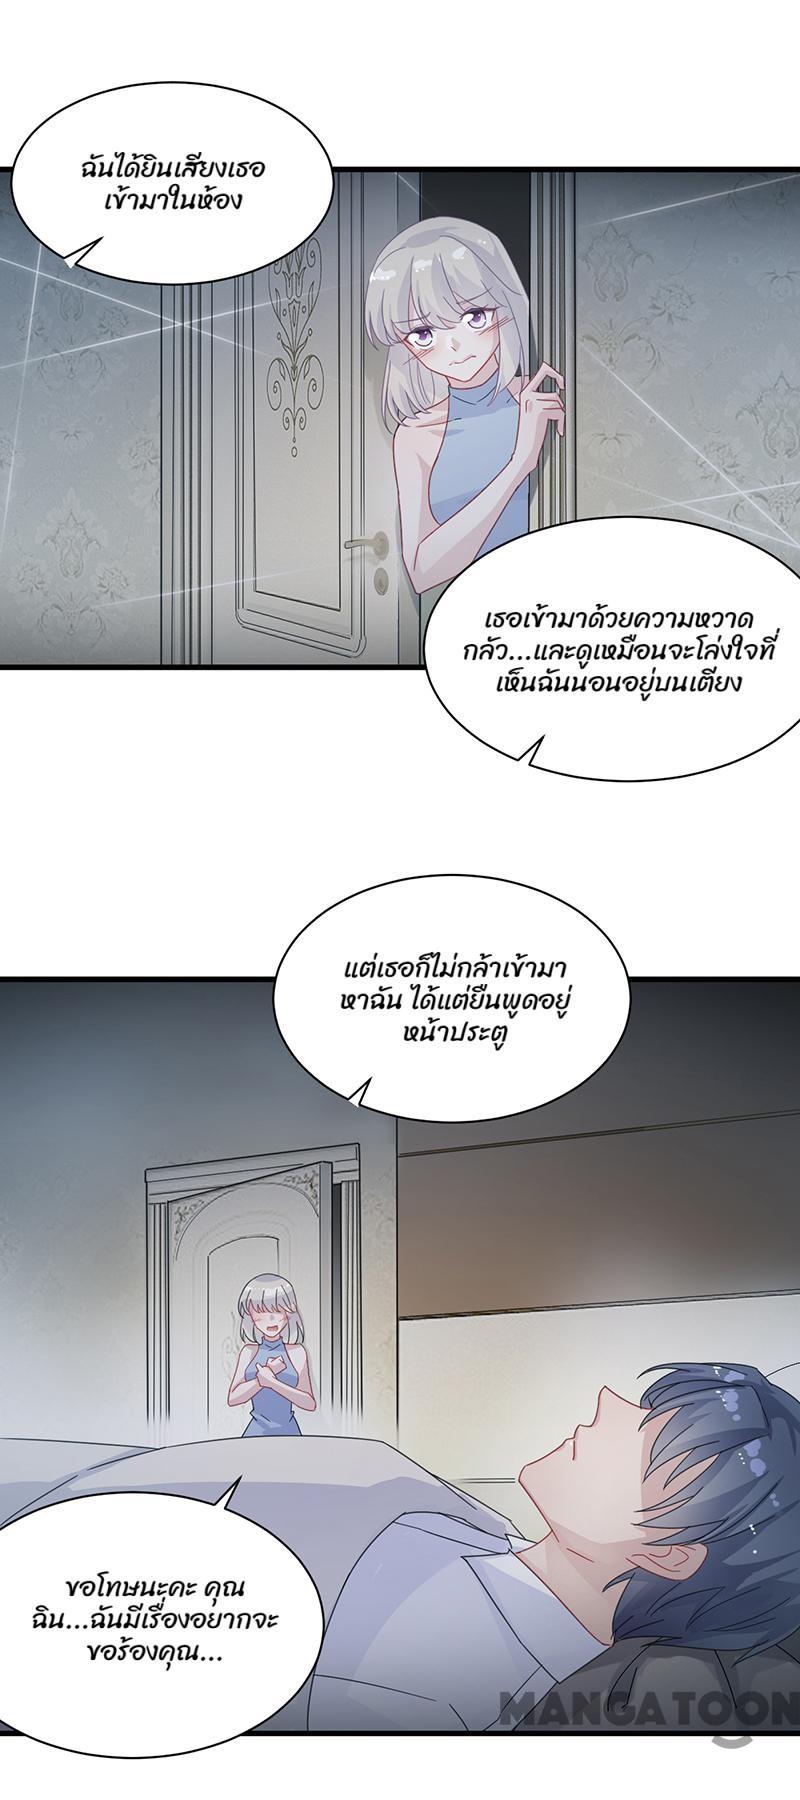 ฉันได้ยินเสียงเธอ
เข้ามาในห้อง
เธอเข้ามาด้วยความหวาด
กลัว...และดูเหมือนจะโล่งใจที่
เห็นฉันนอนอยู่บนเตียง
แต่เธอก็ไม่กล้าเข้ามา
หาฉัน ได้แต่ยืนพูดอยู่
หน้าประตู
ขอโทษนะคะ คุณ
ฉิน...ฉันมีเรื่องอยากจะ
ขอร้องคุณ...
MANGATOON